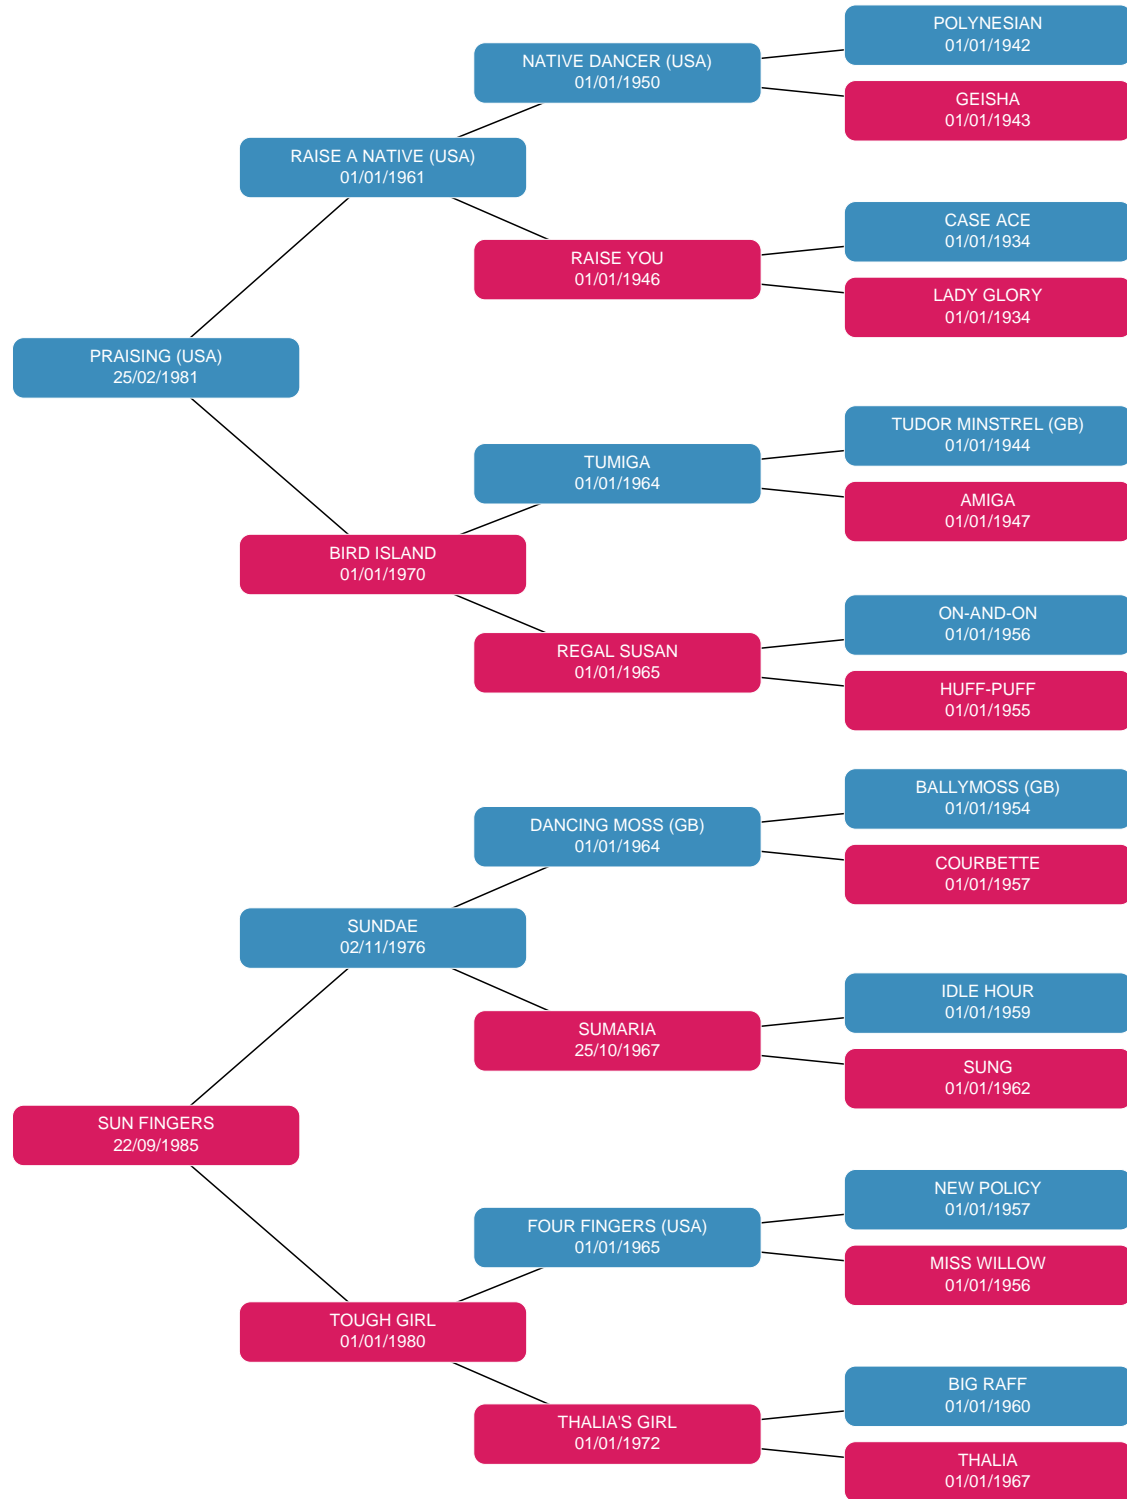 POLYNESIAN
01/01/1942
NATIVE DANCER (USA)
01/01/1950
GEISHA
01/01/1943
RAISE A NATIVE (USA)
01/01/1961
CASE ACE
01/01/1934
RAISE YOU
01/01/1946
LADY GLORY
01/01/1934
PRAISING (USA)
25/02/1981
TUDOR MINSTREL (GB)
01/01/1944
TUMIGA
01/01/1964
AMIGA
01/01/1947
BIRD ISLAND
01/01/1970
ON-AND-ON
01/01/1956
REGAL SUSAN
01/01/1965
HUFF-PUFF
01/01/1955
BALLYMOSS (GB)
01/01/1954
DANCING MOSS (GB)
01/01/1964
COURBETTE
01/01/1957
SUNDAE
02/11/1976
IDLE HOUR
01/01/1959
SUMARIA
25/10/1967
SUNG
01/01/1962
SUN FINGERS
22/09/1985
NEW POLICY
01/01/1957
FOUR FINGERS (USA)
01/01/1965
MISS WILLOW
01/01/1956
TOUGH GIRL
01/01/1980
BIG RAFF
01/01/1960
THALIA'S GIRL
01/01/1972
THALIA
01/01/1967